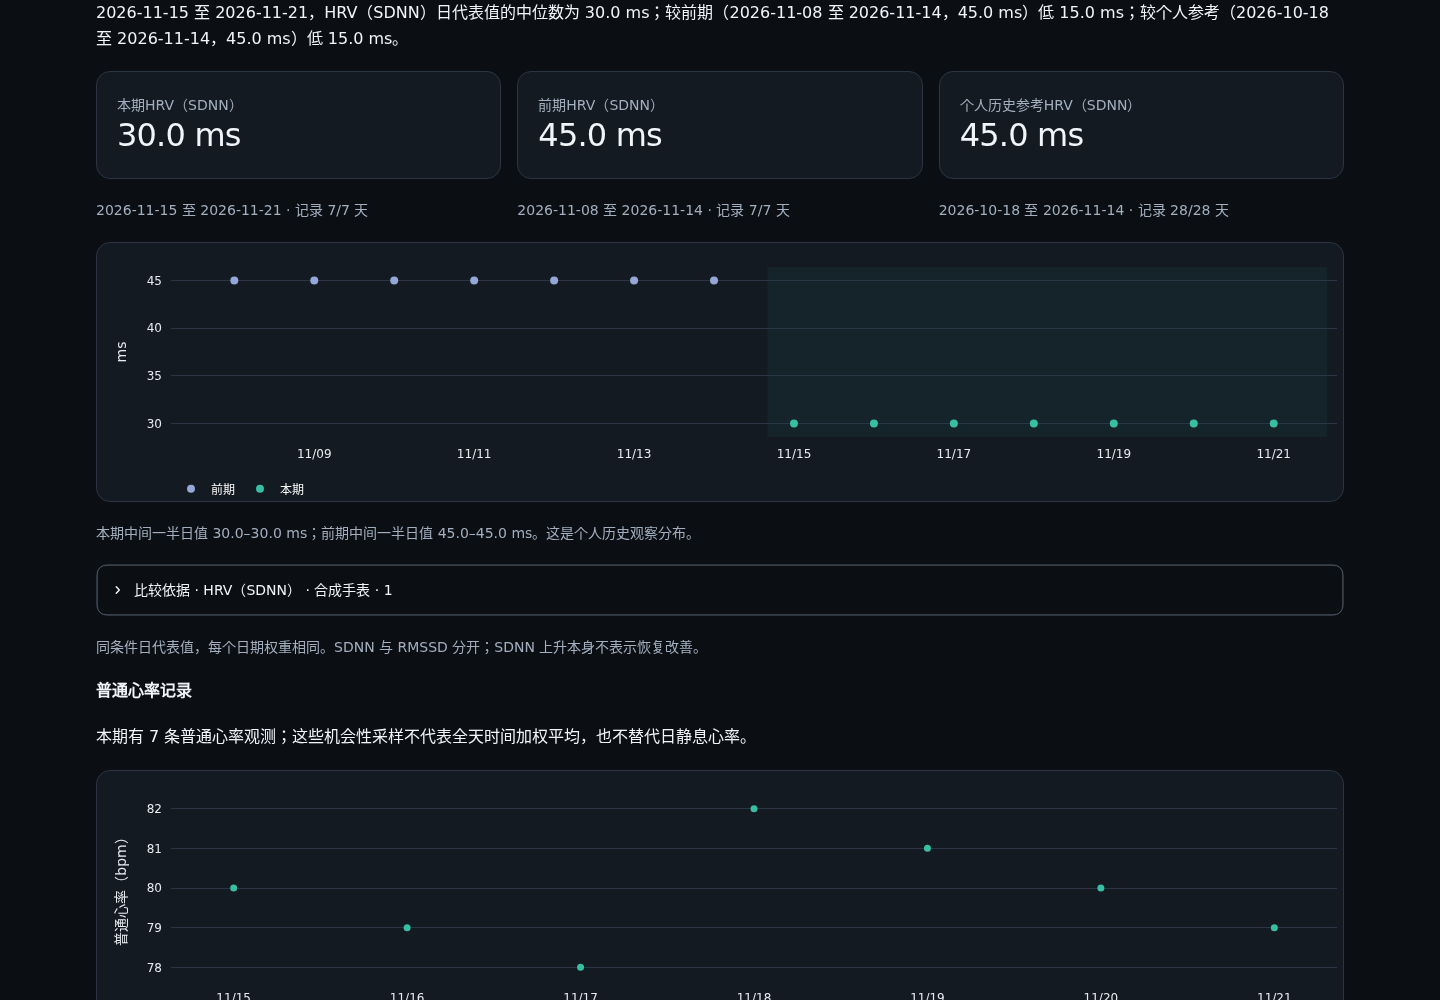 2026-11-15 至 2026-11-21，HRV（SDNN）日代表值的中位数为 30.0 ms；较前期（2026-11-08 至 2026-11-14，45.0 ms）低 15.0 ms；较个人参考（2026-10-18
至 2026-11-14，45.0 ms）低 15.0 ms。
本期HRV（SDNN）
30.0 ms
前期HRV（SDNN）
45.0 ms
个人历史参考HRV（SDNN）
45.0 ms
2026-11-15 至 2026-11-21 · 记录 7/7 天
2026-11-08 至 2026-11-14 · 记录 7/7 天
2026-10-18 至 2026-11-14 · 记录 28/28 天
45
40
35
30
ms
11/09
11/11
11/13
11/15
11/17
11/19
11/21
前期
本期
本期中间一半日值 30.0–30.0 ms；前期中间一半日值 45.0–45.0 ms。这是个人历史观察分布。
比较依据 · HRV（SDNN） · 合成手表 · 1
同条件日代表值，每个日期权重相同。SDNN 与 RMSSD 分开；SDNN 上升本身不表示恢复改善。
普通心率记录
本期有 7 条普通心率观测；这些机会性采样不代表全天时间加权平均，也不替代日静息心率。
82
81
80
79
78
普通心率（bpm）
11/15
11/16
11/17
11/18
11/19
11/20
11/21